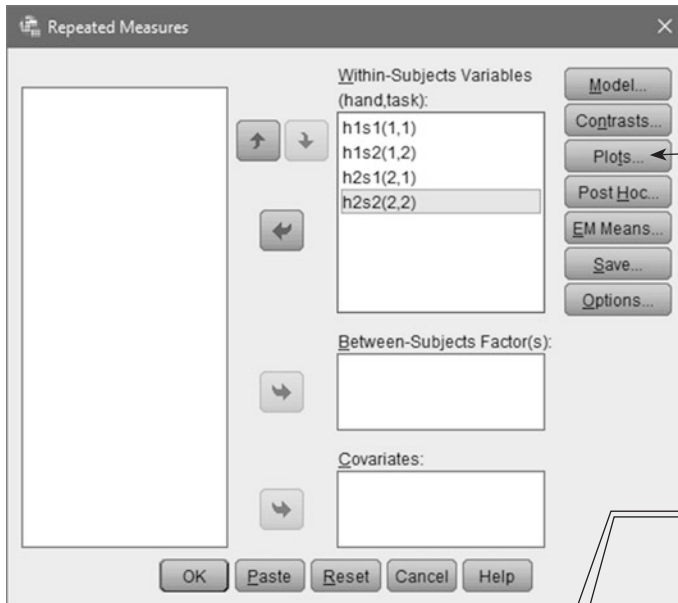 Repeated Measures
Within-Subjects Variables
(hand,task):
h1s1(1,1)
h1s2(1,2)
h2s1(2,1)
h2s2(2,2)
Model...
Contrasts...
Plots...
Post Hoc...
EM Means...
Save...
Options...
Between-Subjects Factor(s):
Covariates:
OK Paste Reset Cancel Help